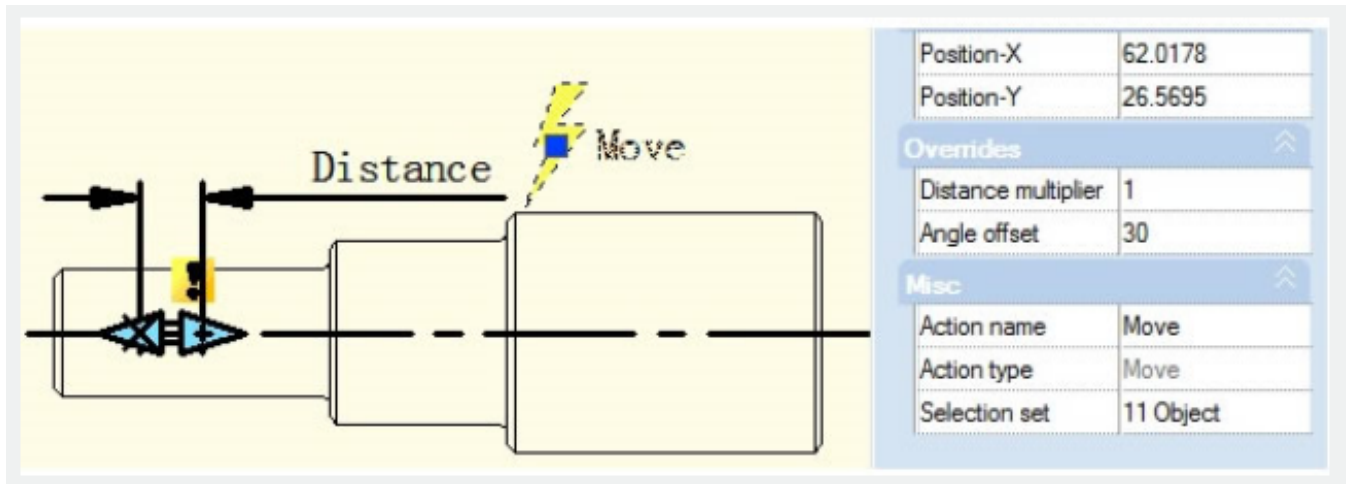 Distance
Move
Position-X 62.0178
Position-Y 26.5695
Overrides
Distance multiplier 1
Angle offset 30
Misc
Action name Move
Action type Move
Selection set 11 Object